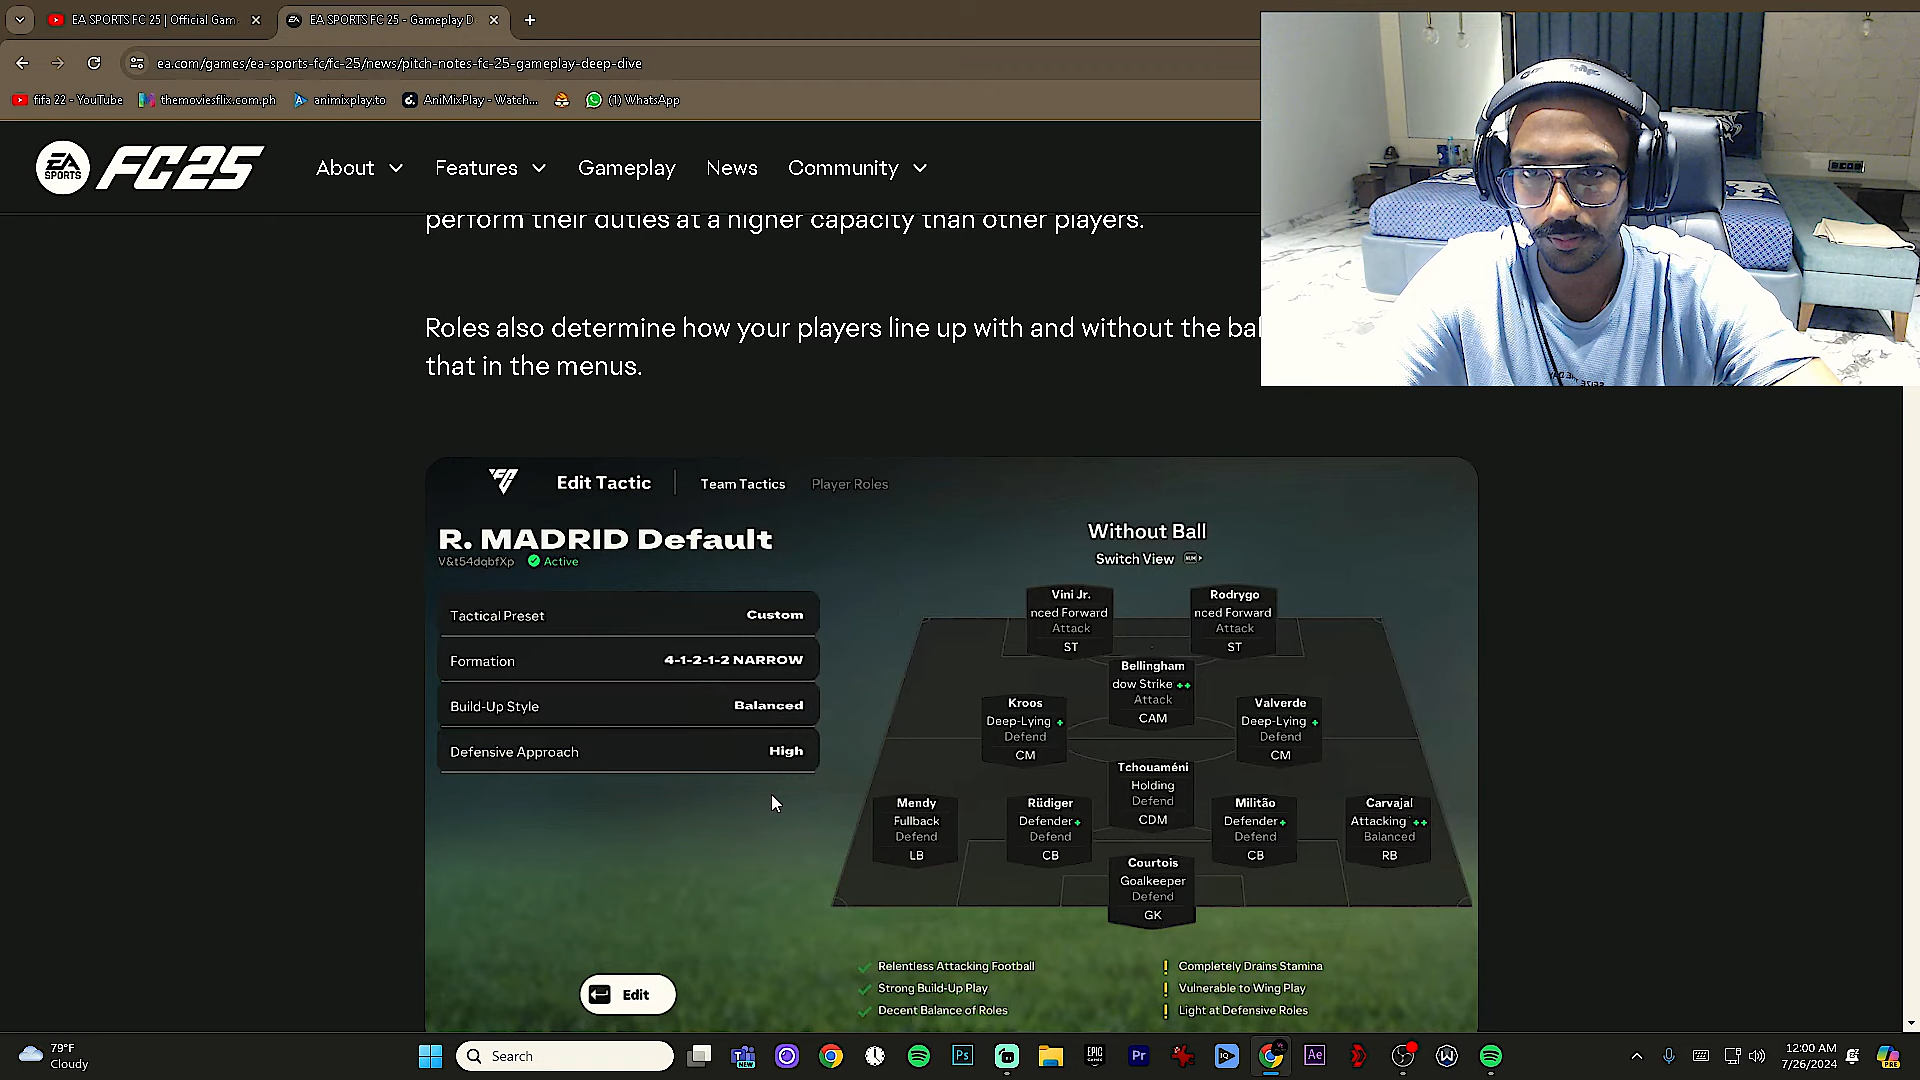 EA SPORTS FC 25 | Official Gam
EA SPORTS FC 25 - Gameplay D
ea.com/games/ea-sports-fc/fc-25/news/pitch-notes-fc-25-gameplay-deep-dive
fifa 22 - YouTube
themoviesflix.com.ph
animixplay.to
AniMixPlay - Watch...
(1) WhatsApp
EA SPORTS FC25
About
Features
Gameplay
News
Community
perform their duties at a higher capacity than other players.
Roles also determine how your players line up with and without the bal
that in the menus.
Edit Tactic
Team Tactics
Player Roles
R. MADRID Default
V&t54dqbfXp
Active
Tactical Preset Custom
Formation 4-1-2-1-2 NARROW
Build-Up Style Balanced
Defensive Approach High
Edit
Without Ball
Switch View
Vini Jr.
nced Forward
Attack
ST
Rodrygo
nced Forward
Attack
ST
Bellingham
dow Strike ++
Attack
CAM
Kroos
Deep-Lying +
Defend
CM
Valverde
Deep-Lying +
Defend
CM
Tchouaméni
Holding
Defend
CDM
Mendy
Fullback
Defend
LB
Rüdiger
Defender+
Defend
CB
Militão
Defender+
Defend
CB
Carvajal
Attacking ++
Balanced
RB
Courtois
Goalkeeper
Defend
GK
Relentless Attacking Football
Strong Build-Up Play
Decent Balance of Roles
! Completely Drains Stamina
! Vulnerable to Wing Play
! Light at Defensive Roles
79°F
Cloudy
Search
NEW
Ps
EPIC GAMES
Pr
IQ
Ae
W
12:00 AM
7/26/2024
PRE